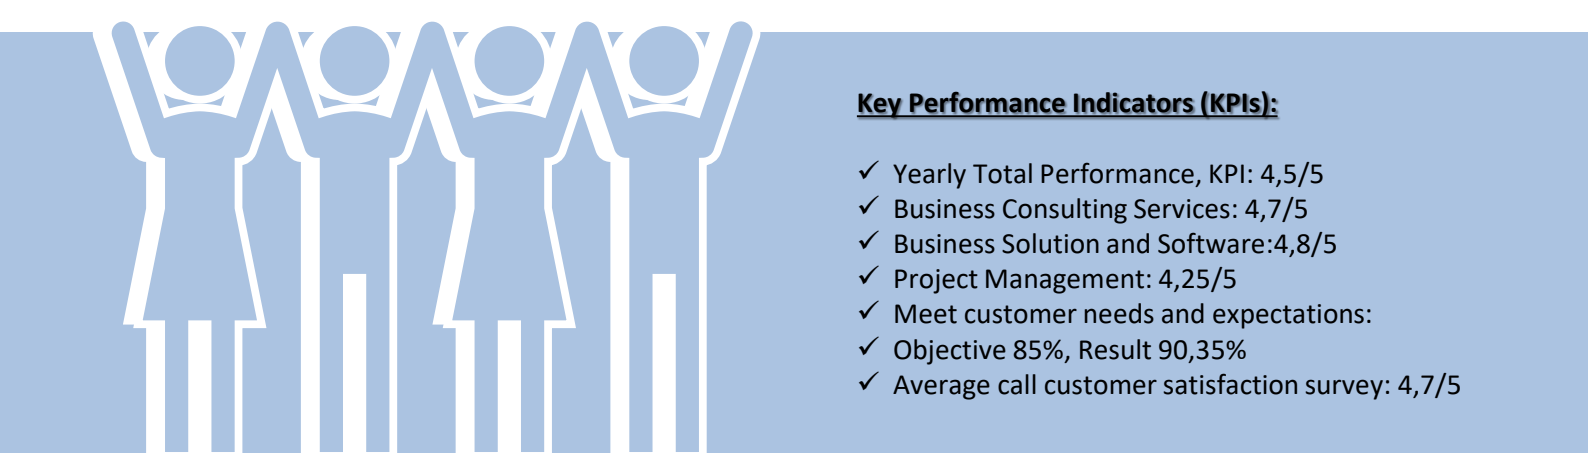 Key Performance Indicators (KPIs):
✓ Yearly Total Performance, KPI: 4,5/5
✓ Business Consulting Services: 4,7/5
✓ Business Solution and Software:4,8/5
✓ Project Management: 4,25/5
✓ Meet customer needs and expectations:
✓ Objective 85%, Result 90,35%
✓ Average call customer satisfaction survey: 4,7/5